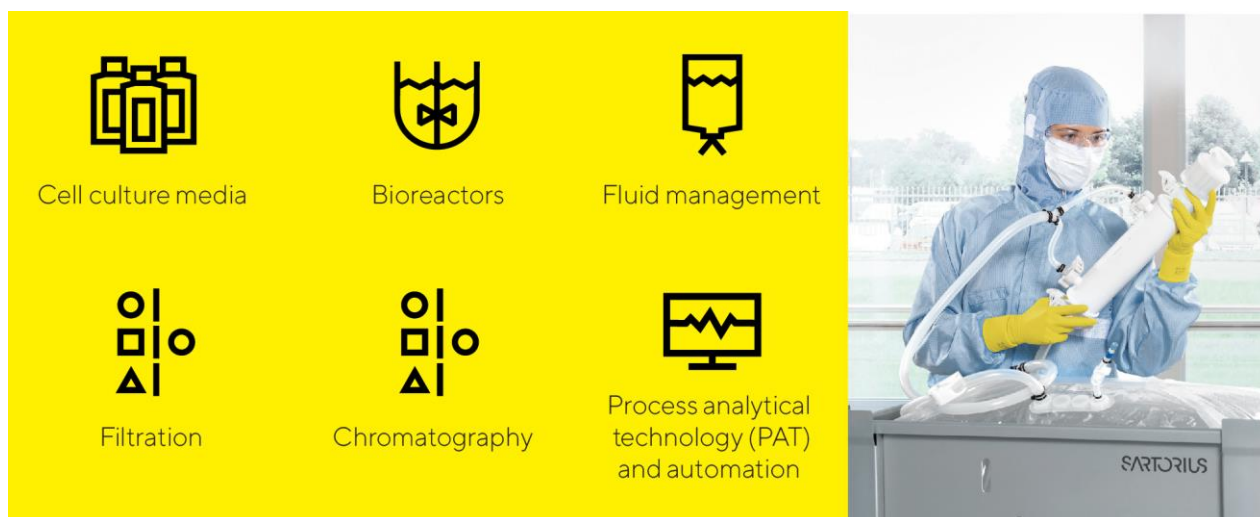 Cell culture media
Bioreactors
Fluid management
Filtration
Chromatography
Process analytical
technology (PAT)
and automation
SARTORIUS